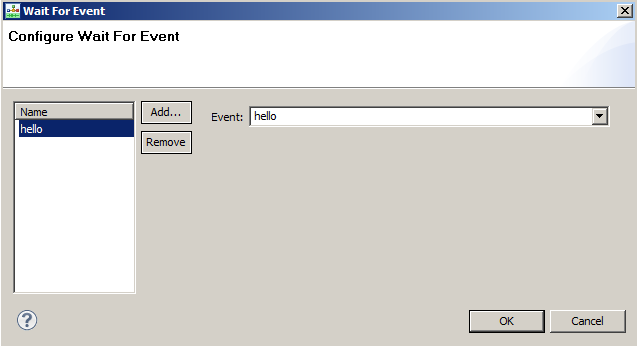 Wait For Event
Configure Wait For Event
Name
hello
Add...
Remove
Event: hello
?
OK
Cancel